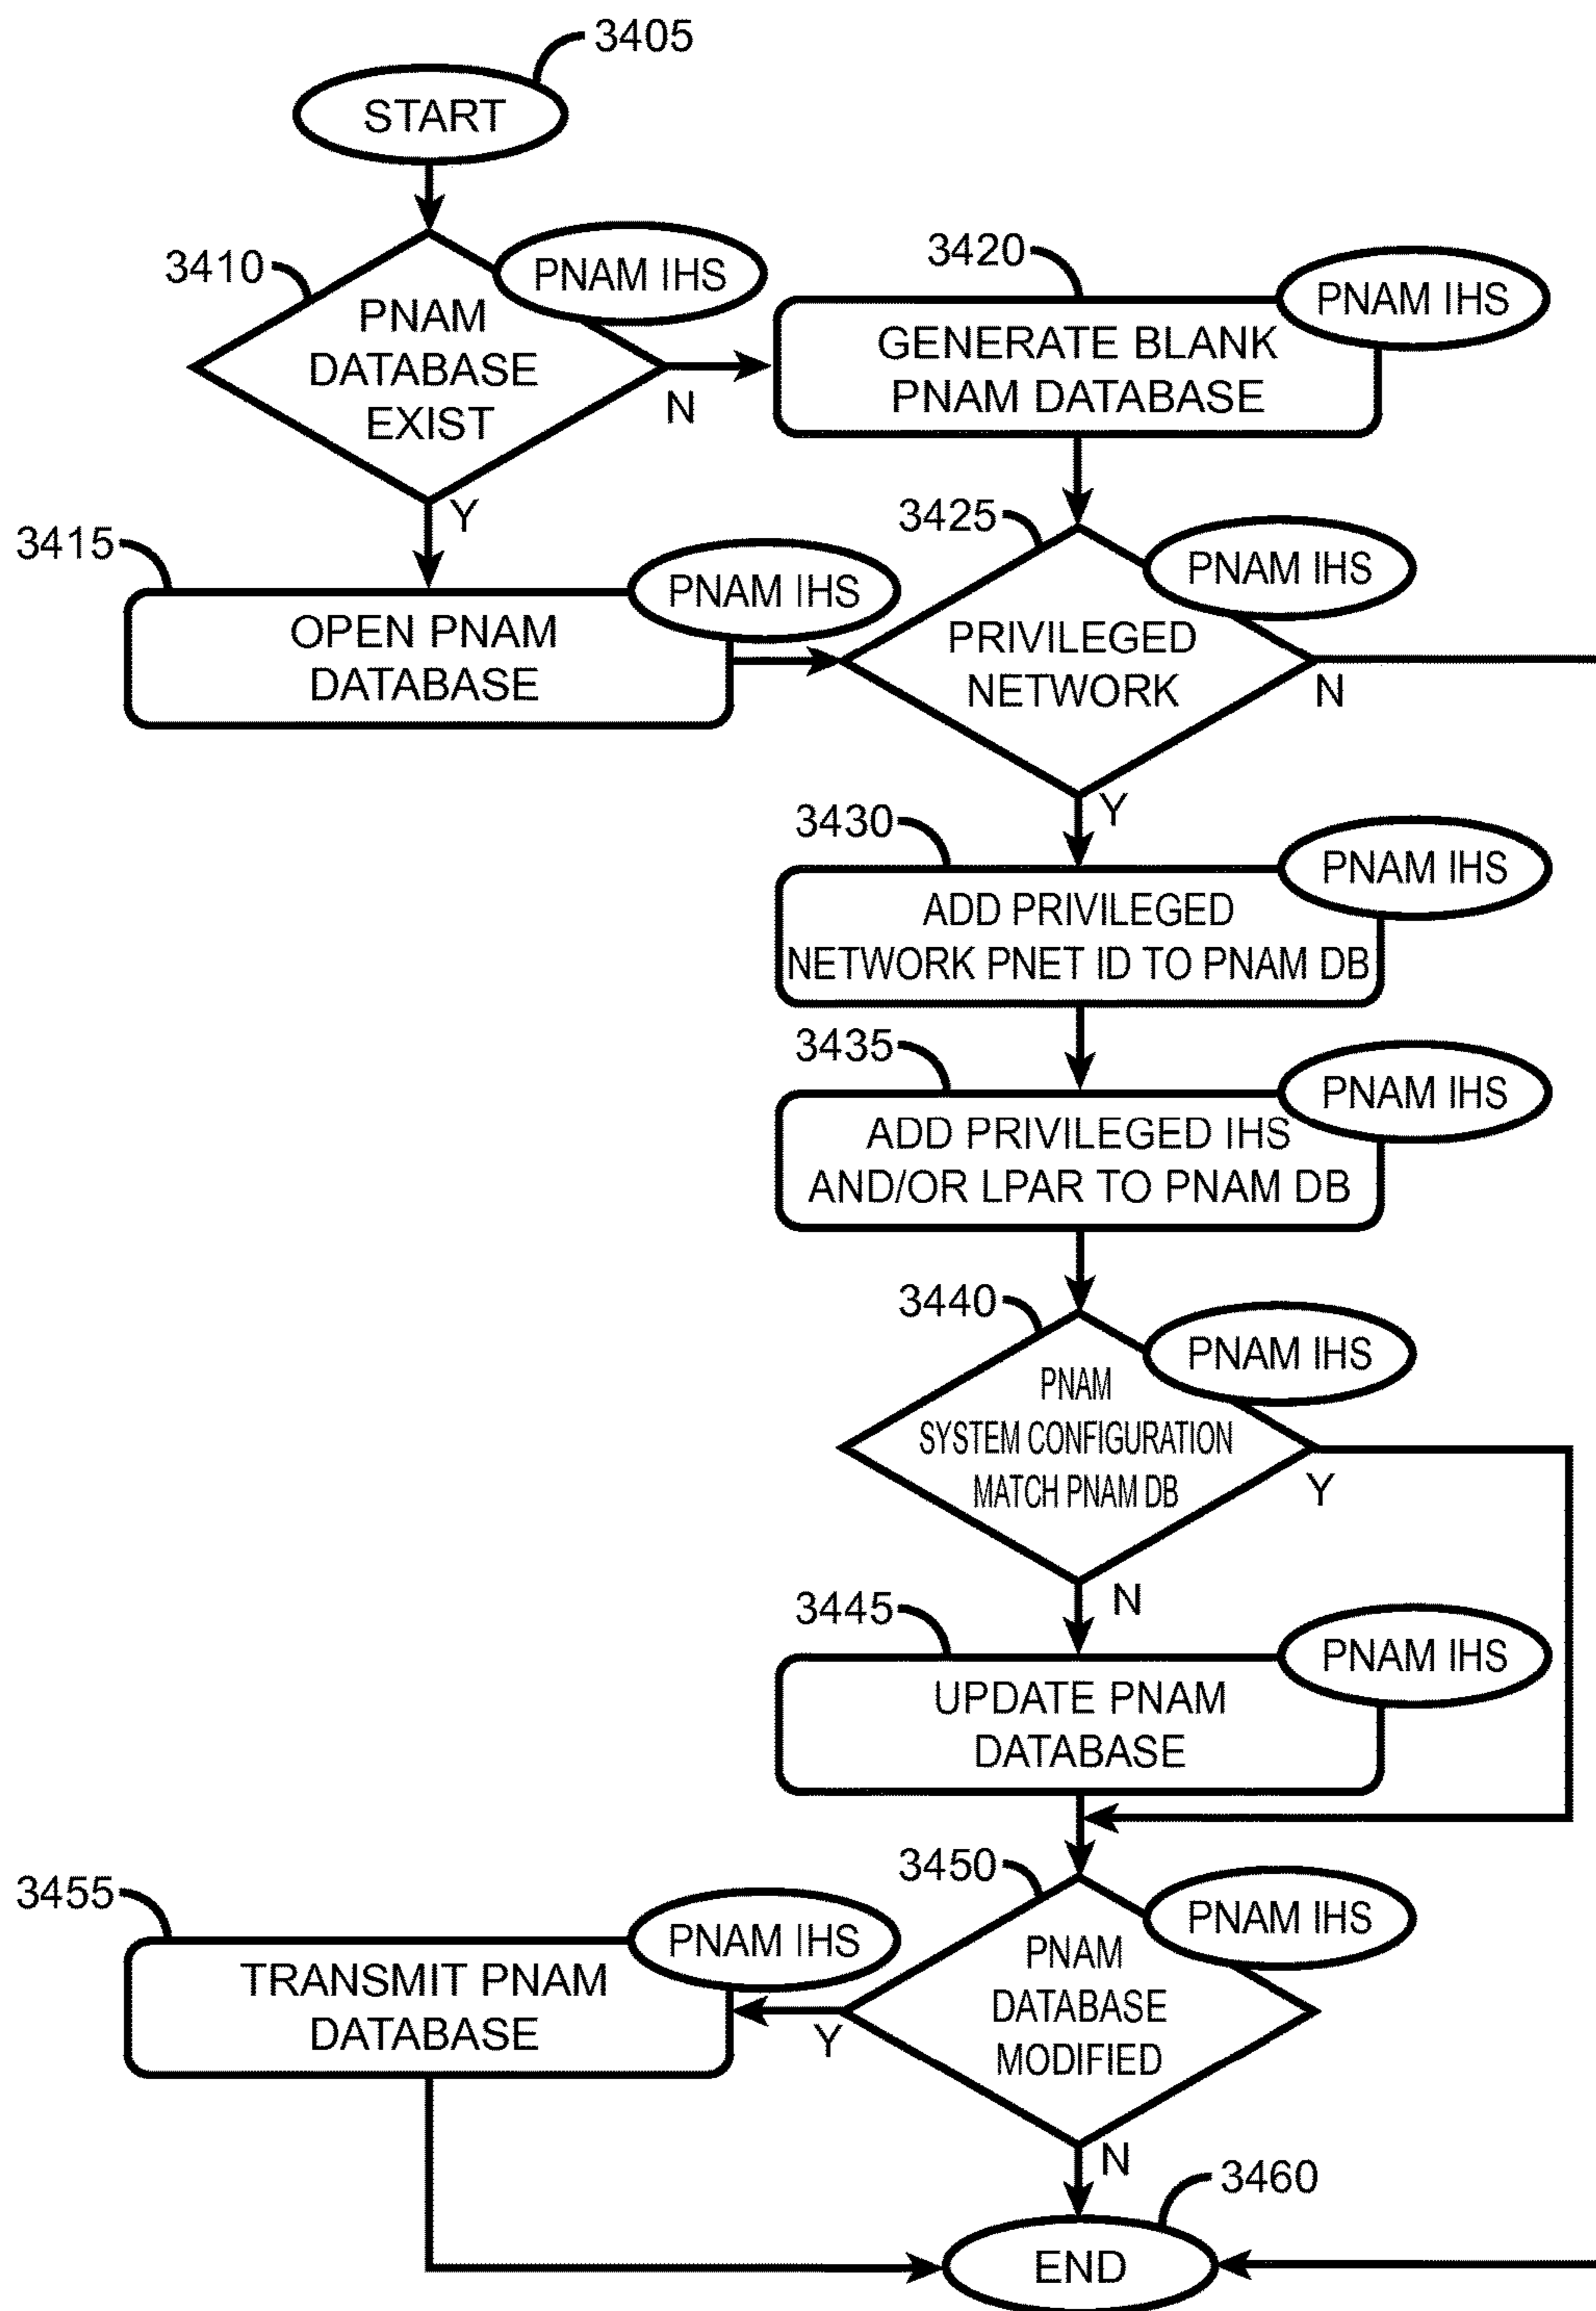 3405
START
3410
PNAM IHS
PNAM
DATABASE
EXIST
N
Y
3420
PNAM IHS
GENERATE BLANK
PNAM DATABASE
3415
PNAM IHS
OPEN PNAM
DATABASE
3425
PNAM IHS
PRIVILEGED
NETWORK
N
Y
3430
PNAM IHS
ADD PRIVILEGED
NETWORK PNET ID TO PNAM DB
3435
PNAM IHS
ADD PRIVILEGED IHS
AND/OR LPAR TO PNAM DB
3440
PNAM IHS
PNAM
SYSTEM CONFIGURATION
MATCH PNAM DB
Y
N
3445
PNAM IHS
UPDATE PNAM
DATABASE
3450
PNAM IHS
PNAM
DATABASE
MODIFIED
Y
N
3455
PNAM IHS
TRANSMIT PNAM
DATABASE
3460
END